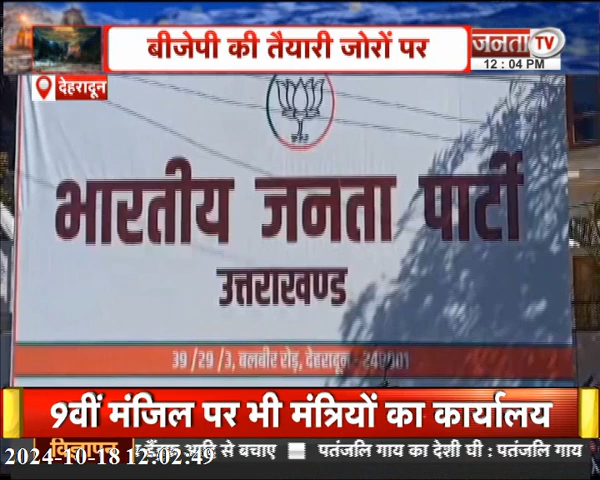 बीजेपी की तैयारी जोरों पर
जनता TV
12:04 PM
देहरादून
भारतीय जनता पार्टी
उत्तराखण्ड
39/29/3, बलबीर रोड़, देहरादून - 248001
9वीं मंजिल पर भी मंत्रियों का कार्यालय
विज्ञापन
से बचाए ■ पतंजलि गाय का देशी घी : पतंजलि गाय
2024-10-18 12:02:49